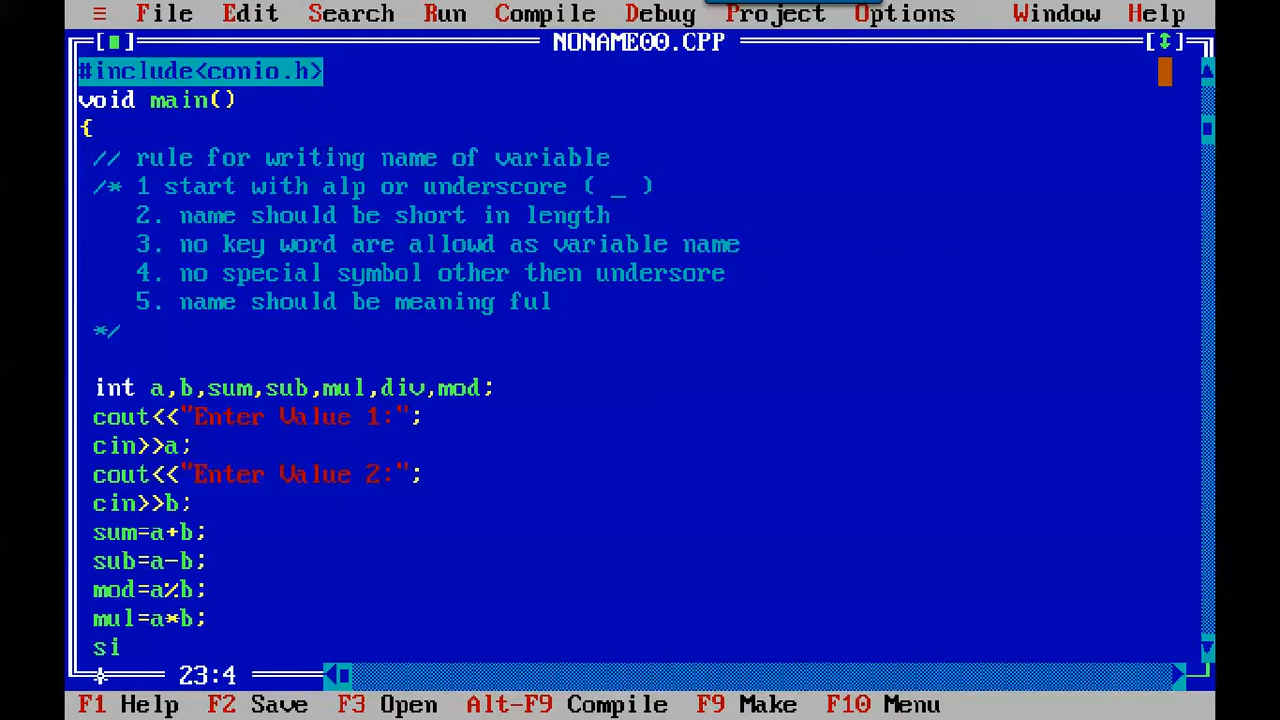 ≡ File Edit Search Run Compile Debug Project Options Window Help
[■] NONAME00.CPP [↕]
#include<conio.h>
void main()
{
// rule for writing name of variable
/* 1 start with alp or underscore ( _ )
2. name should be short in length
3. no key word are allowd as variable name
4. no special symbol other then undersore
5. name should be meaning ful
*/
int a,b,sum,sub,mul,div,mod;
cout<<"Enter Value 1:";
cin>>a;
cout<<"Enter Value 2:";
cin>>b;
sum=a+b;
sub=a-b;
mod=a%b;
mul=a*b;
si
23:4
F1 Help F2 Save F3 Open Alt-F9 Compile F9 Make F10 Menu